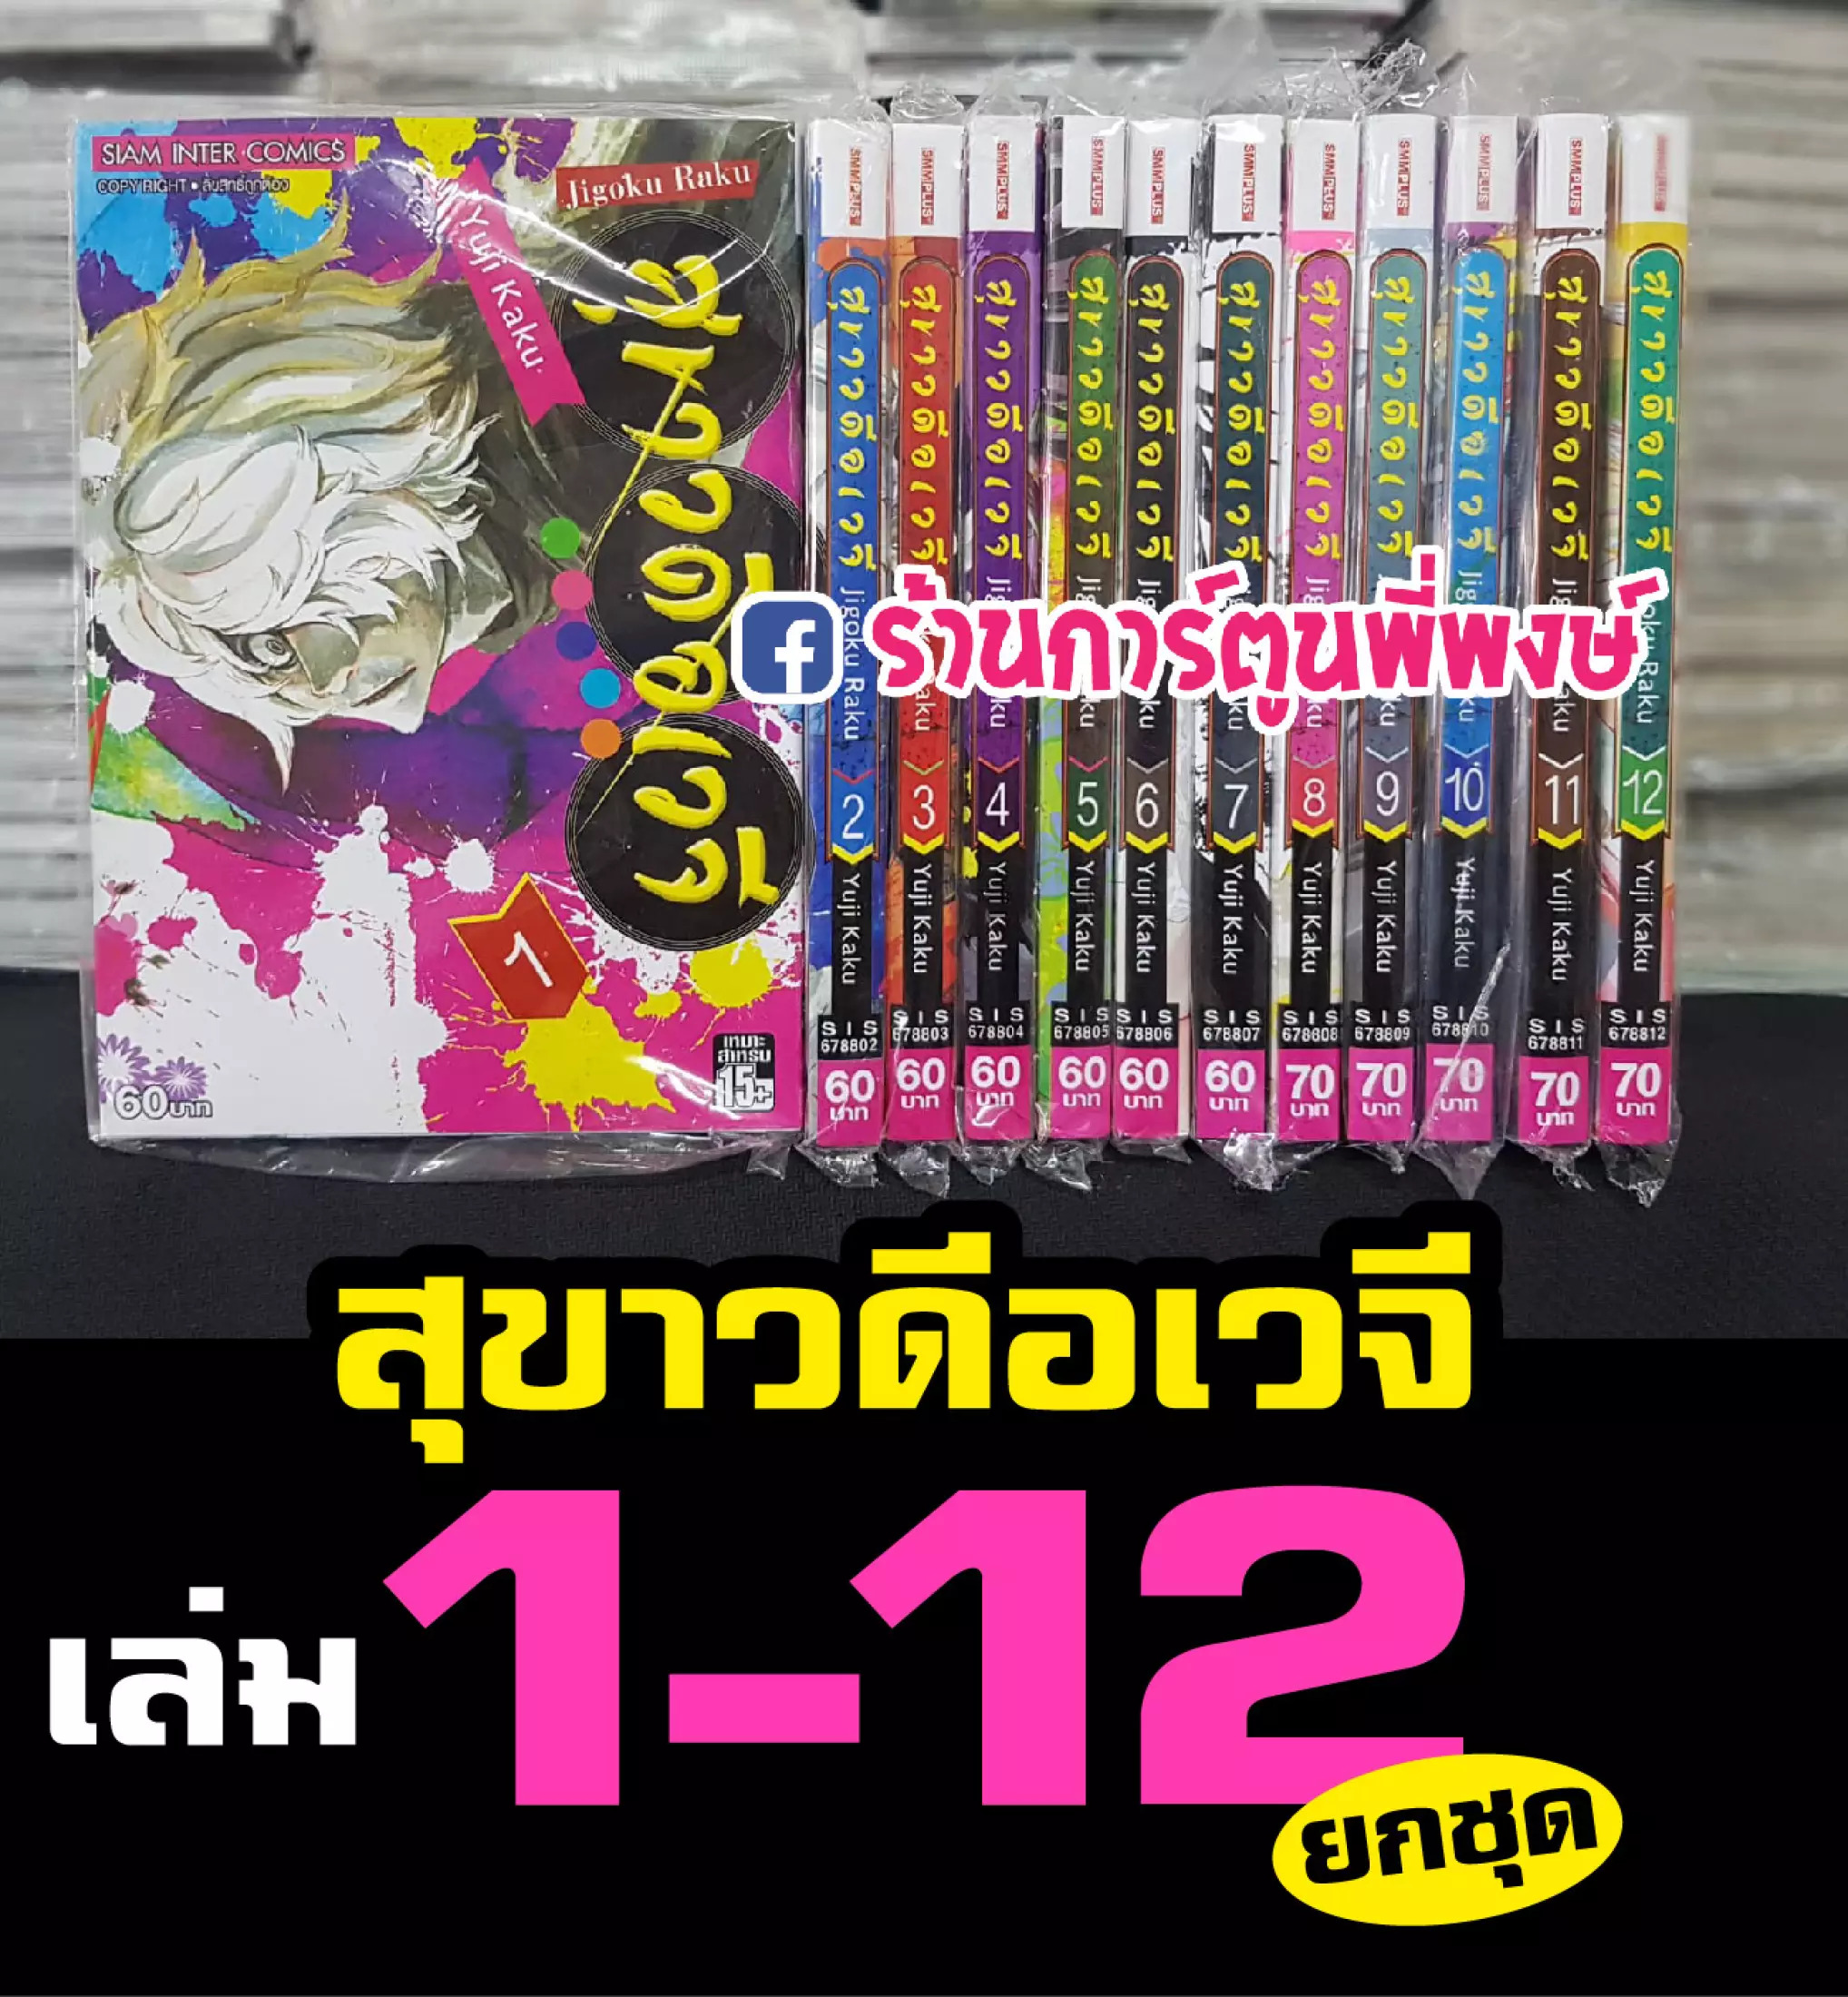 SIAM INTER COMICS
COPY RIGHT • ลิขสิทธิ์ถูกต้อง
Jigoku Raku
Yuji Kaku
สุขาวดีอเวจี
1
60บาท
เหมาะ
สำหรับ
15+
SMMPLUS สุขาวดีอเวจี Jigoku Raku 2 Yuji Kaku
SIS
678802
60
บาท
SMMPLUS สุขาวดีอเวจี Raku 3 Yuji Kaku
SIS
678803
60
บาท
SMMPLUS สุขาวดีอเวจี Raku 4 Yuji Kaku
SIS
678804
60
บาท
SMMPLUS สุขาวดีอเวจี Raku 5 Yuji Kaku
SIS
678805
60
บาท
SMMPLUS สุขาวดีอเวจี Raku 6 Yuji Kaku
SIS
678806
60
บาท
SMMPLUS สุขาวดีอเวจี 7 Yuji Kaku
SIS
678807
60
บาท
SMMPLUS สุขาวดีอเวจี 8 Yuji Kaku
SIS
678808
70
บาท
SMMPLUS สุขาวดีอเวจี 9 Yuji Kaku
SIS
678809
70
บาท
SMMPLUS สุขาวดีอเวจี 10 Yuji Kaku
SIS
678810
70
บาท
SMMPLUS สุขาวดีอเวจี 11 Yuji Kaku
SIS
678811
70
บาท
สุขาวดีอเวจี Raku 12 Yuji Kaku
SIS
678812
70
บาท
f ร้านการ์ตูนพี่พงษ์
สุขาวดีอเวจี
เล่ม 1-12
ยกชุด